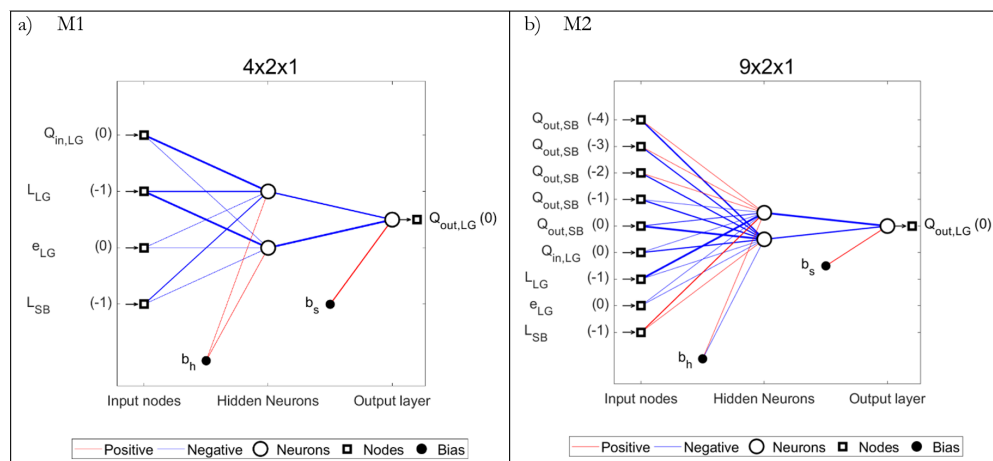 a) M1
4x2x1
Q_in,LG (0)
L_LG (-1)
e_LG (0)
L_SB (-1)
Q_out,LG (0)
b_s
b_h
Input nodes Hidden Neurons Output layer
Positive Negative Neurons Nodes Bias
b) M2
9x2x1
Q_out,SB (-4)
Q_out,SB (-3)
Q_out,SB (-2)
Q_out,SB (-1)
Q_out,SB (0)
Q_in,LG (0)
L_LG (-1)
e_LG (0)
L_SB (-1)
Q_out,LG (0)
b_s
b_h
Input nodes Hidden Neurons Output layer
Positive Negative Neurons Nodes Bias